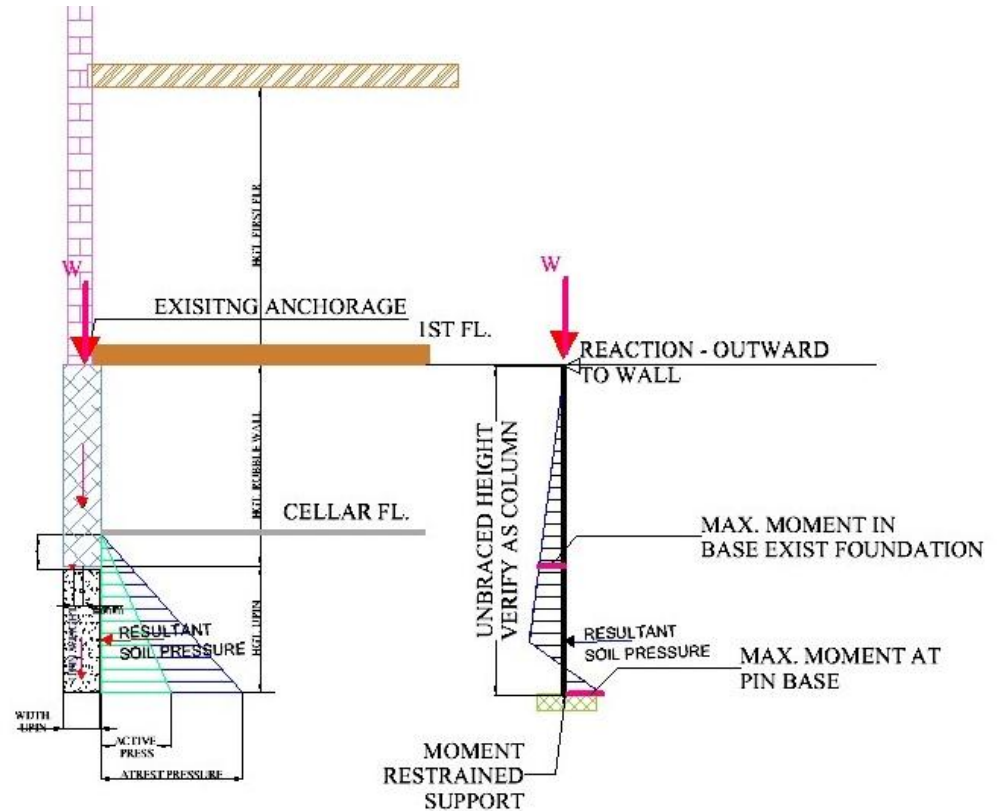 HGT. FIRST FLR
W
EXISITNG ANCHORAGE
1ST FL.
W
REACTION - OUTWARD
TO WALL
HGT. RUBBLE WALL
UNBRACED HEIGHT
VERIFY AS COLUMN
CELLAR FL.
MAX. MOMENT IN
BASE EXIST FOUNDATION
HGT. UPIN
RESULTANT
SOIL PRESSURE
RESULTANT
SOIL PRESSURE
MAX. MOMENT AT
PIN BASE
WIDTH
UPIN
ACTIVE
PRESS
ATREST PRESSURE
MOMENT
RESTRAINED
SUPPORT